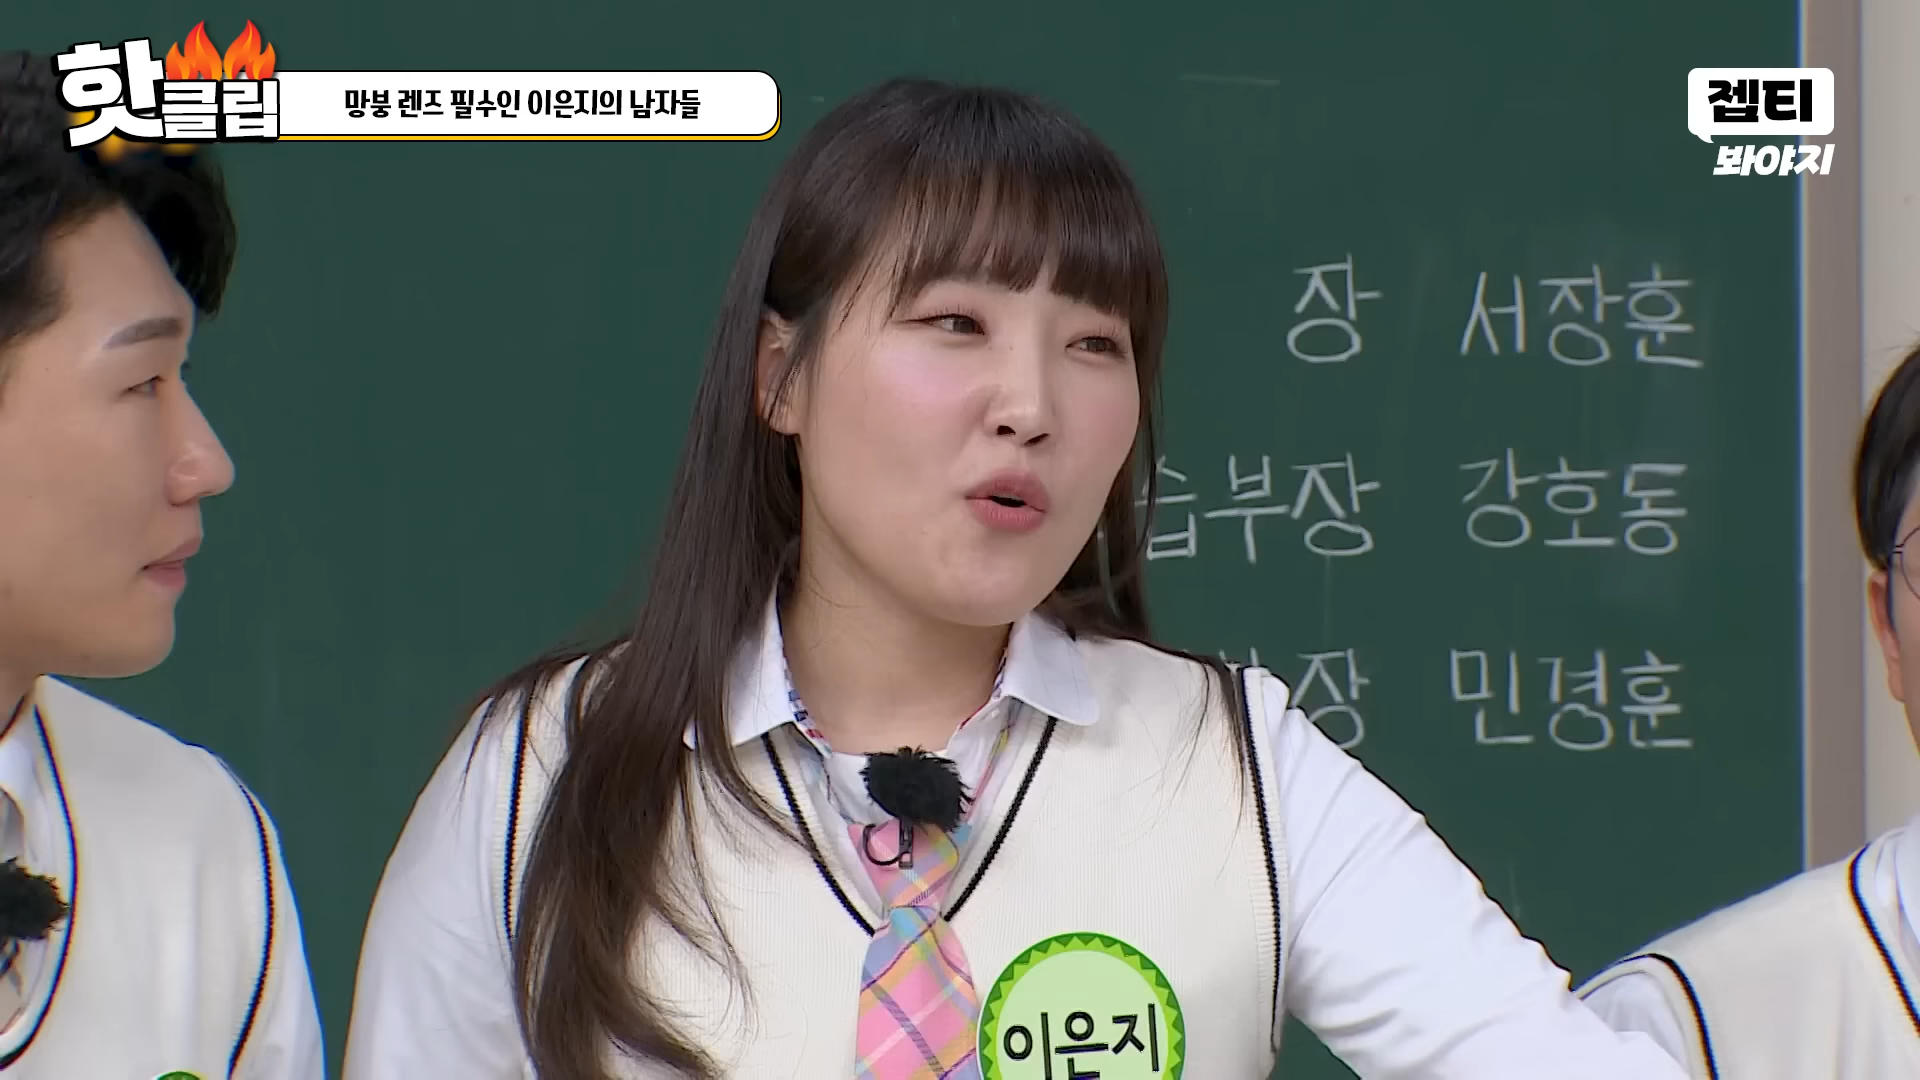 핫클립
망붕 렌즈 필수인 이은지의 남자들
젭티
봐야지
장 서장훈
습부장 강호동
장 민경훈
이은지